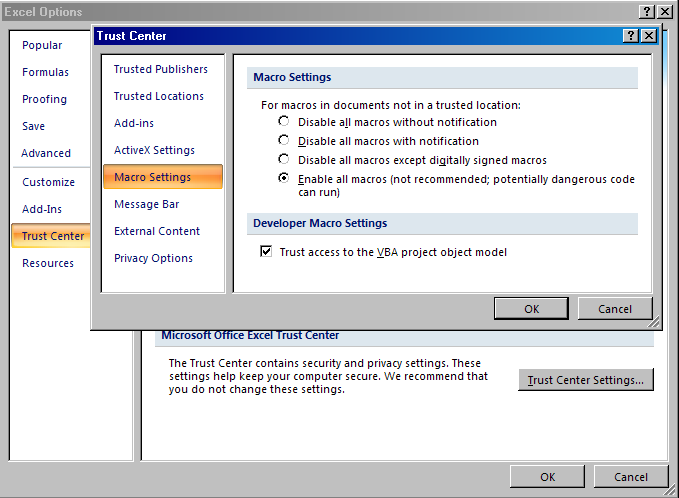 Excel Options
Trust Center
Popular
Formulas
Proofing
Save
Advanced
Customize
Add-Ins
Trust Center
Resources
Trusted Publishers
Trusted Locations
Add-ins
ActiveX Settings
Macro Settings
Message Bar
External Content
Privacy Options
Macro Settings
For macros in documents not in a trusted location:
Disable all macros without notification
Disable all macros with notification
Disable all macros except digitally signed macros
Enable all macros (not recommended; potentially dangerous code
can run)
Developer Macro Settings
Trust access to the VBA project object model
OK
Cancel
Microsoft Office Excel Trust Center
The Trust Center contains security and privacy settings. These
settings help keep your computer secure. We recommend that
you do not change these settings.
Trust Center Settings...
OK
Cancel